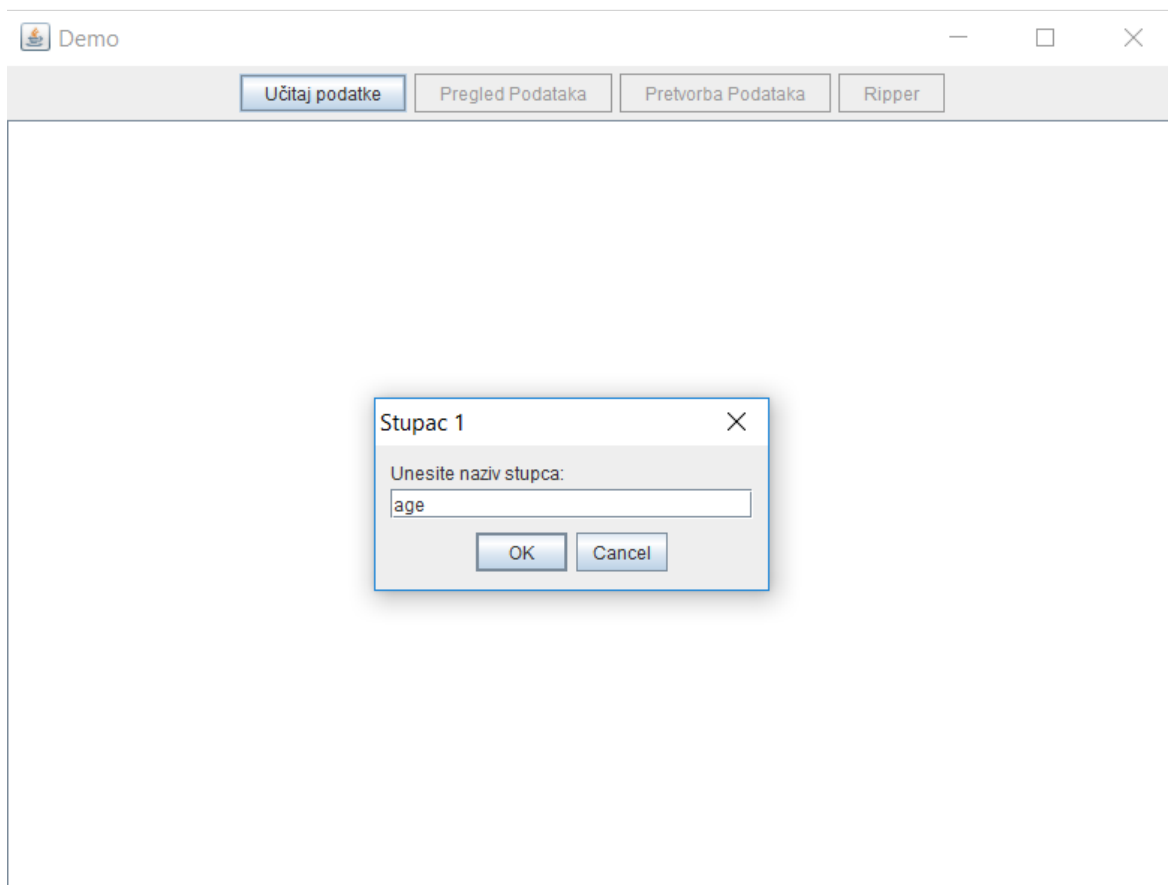 Demo
Učitaj podatke Pregled Podataka Pretvorba Podataka Ripper
Stupac 1
Unesite naziv stupca:
age
OK Cancel